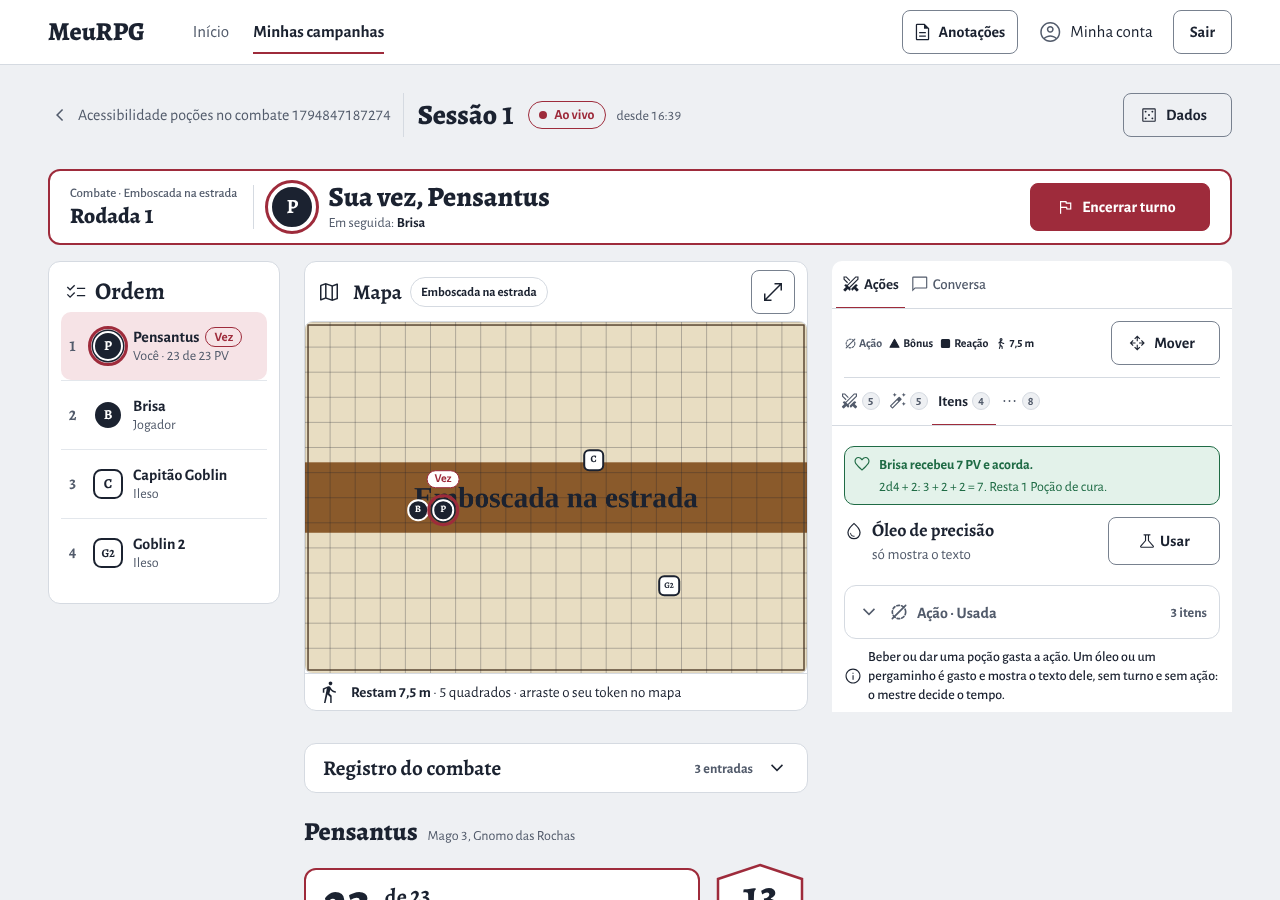 MeuRPG
Início
Minhas campanhas
Anotações
Minha conta
Sair
Acessibilidade poções no combate 1794847187274
Sessão 1
Ao vivo
desde 16:39
Dados
Combate · Emboscada na estrada
Rodada 1
P
Sua vez, Pensantus
Em seguida: Brisa
Encerrar turno
Ordem
1
P
Pensantus
Vez
Você · 23 de 23 PV
2
B
Brisa
Jogador
3
C
Capitão Goblin
Ileso
4
G2
Goblin 2
Ileso
Mapa
Emboscada na estrada
C
Vez
Emboscada na estrada
B
P
G2
Restam 7,5 m · 5 quadrados · arraste o seu token no mapa
Registro do combate
3 entradas
Pensantus
Mago 3, Gnomo das Rochas
23
de 23
13
Ações
Conversa
Ação
Bônus
Reação
7,5 m
Mover
5
5
Itens
4
···
8
Brisa recebeu 7 PV e acorda.
2d4 + 2: 3 + 2 + 2 = 7. Resta 1 Poção de cura.
Óleo de precisão
só mostra o texto
Usar
Ação · Usada
3 itens
Beber ou dar uma poção gasta a ação. Um óleo ou um
pergaminho é gasto e mostra o texto dele, sem turno e sem ação:
o mestre decide o tempo.